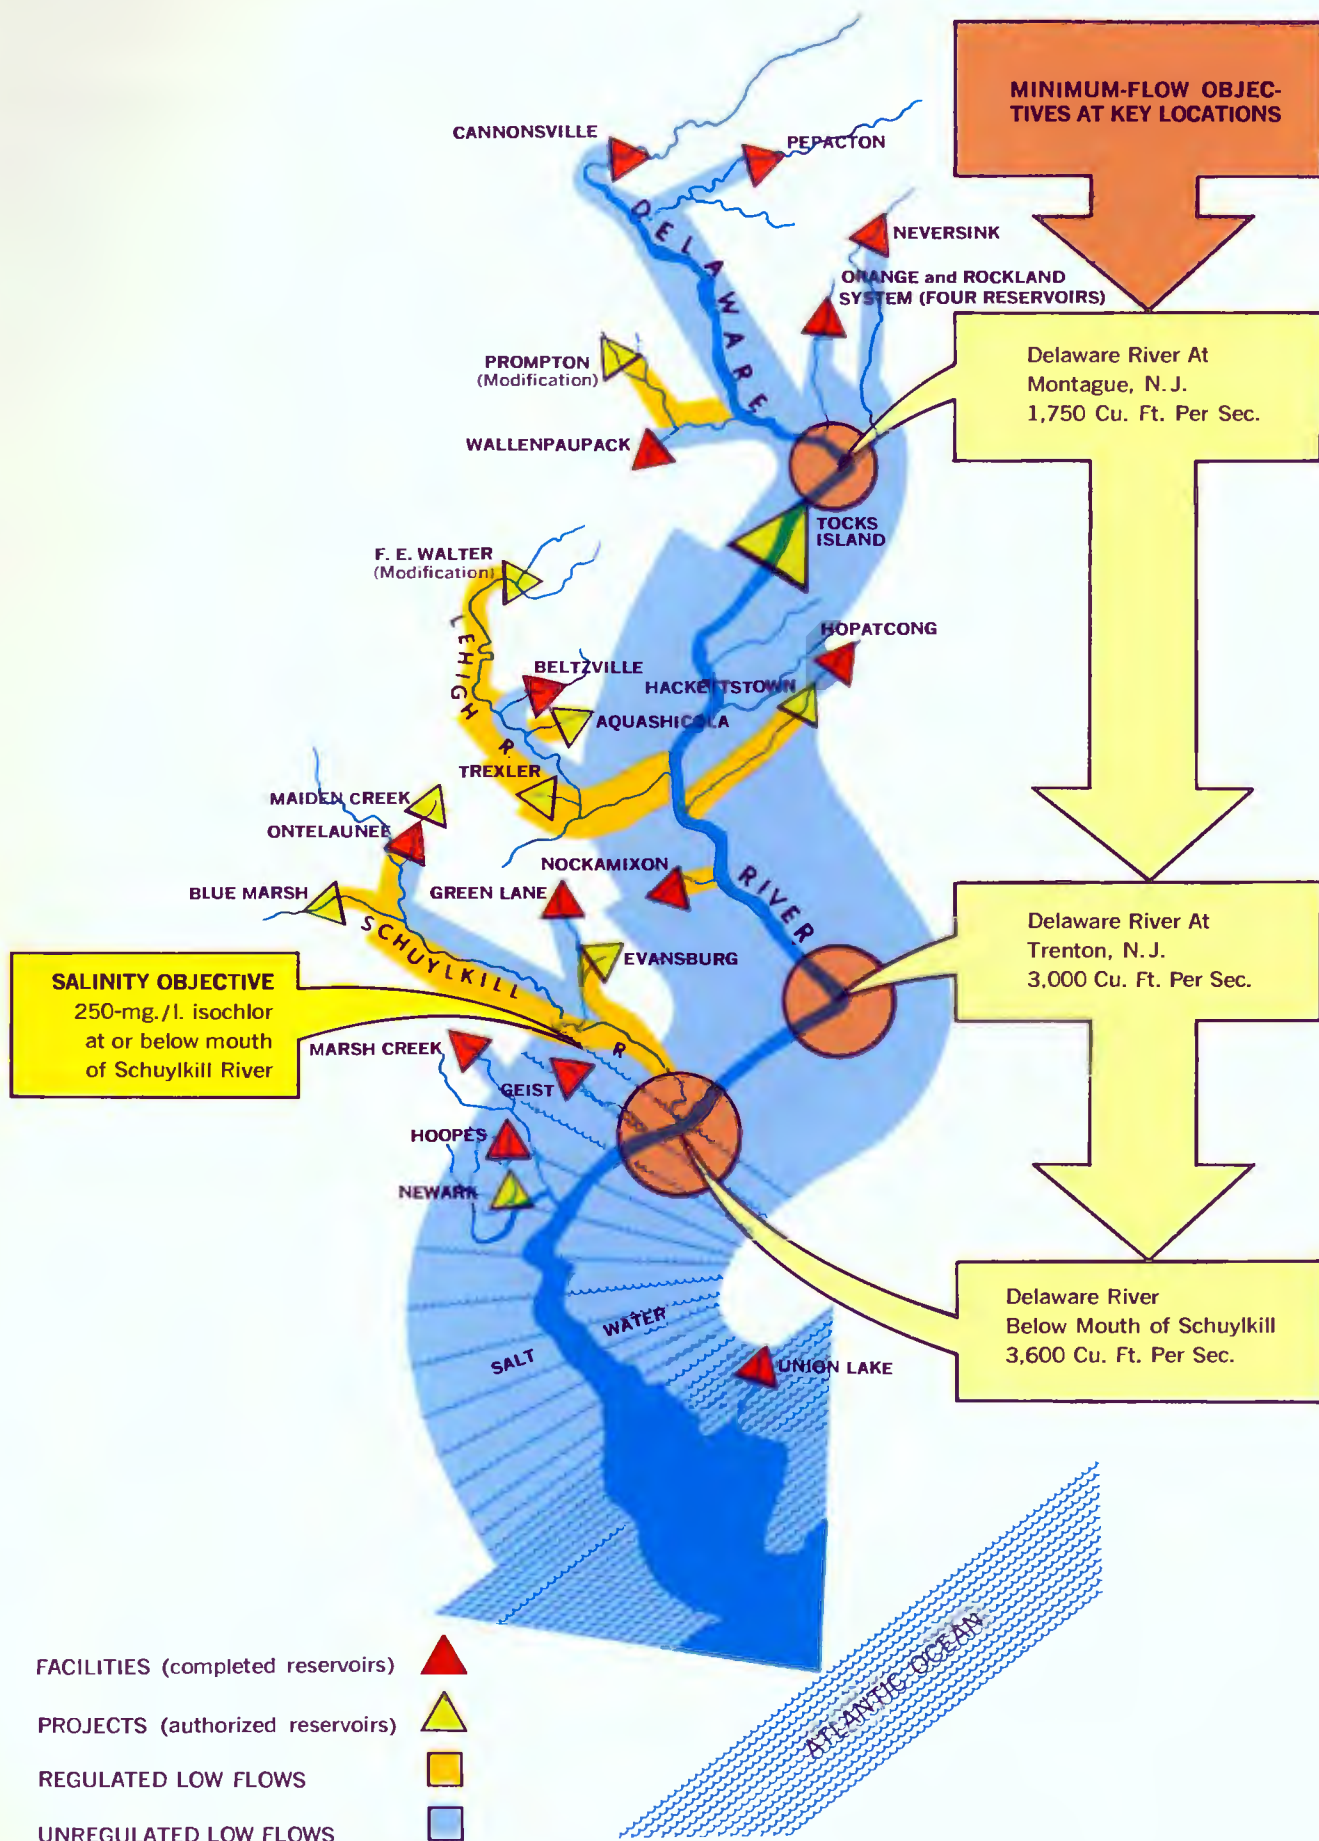 MINIMUM-FLOW OBJEC-
TIVES AT KEY LOCATIONS
CANNONSVILLE
PEPACTON
DELAWARE
NEVERSINK
ORANGE and ROCKLAND
SYSTEM (FOUR RESERVOIRS)
PROMPTON
(Modification)
Delaware River At
Montague, N.J.
1,750 Cu. Ft. Per Sec.
WALLENPAUPACK
TOCKS
ISLAND
F. E. WALTER
(Modification)
LEHIGH R.
HOPATCONG
BELTZVILLE
HACKETTSTOWN
AQUASHICOLA
TREXLER
MAIDEN CREEK
ONTELAUNEE
NOCKAMIXON
BLUE MARSH
GREEN LANE
RIVER
SCHUYLKILL R
EVANSBURG
Delaware River At
Trenton, N.J.
3,000 Cu. Ft. Per Sec.
SALINITY OBJECTIVE
250-mg./l. isochlor
at or below mouth
of Schuylkill River
MARSH CREEK
GEIST
HOOPES
NEWARK
Delaware River
Below Mouth of Schuylkill
3,600 Cu. Ft. Per Sec.
SALT WATER
UNION LAKE
ATLANTIC OCEAN
FACILITIES (completed reservoirs)
PROJECTS (authorized reservoirs)
REGULATED LOW FLOWS
UNREGULATED LOW FLOWS